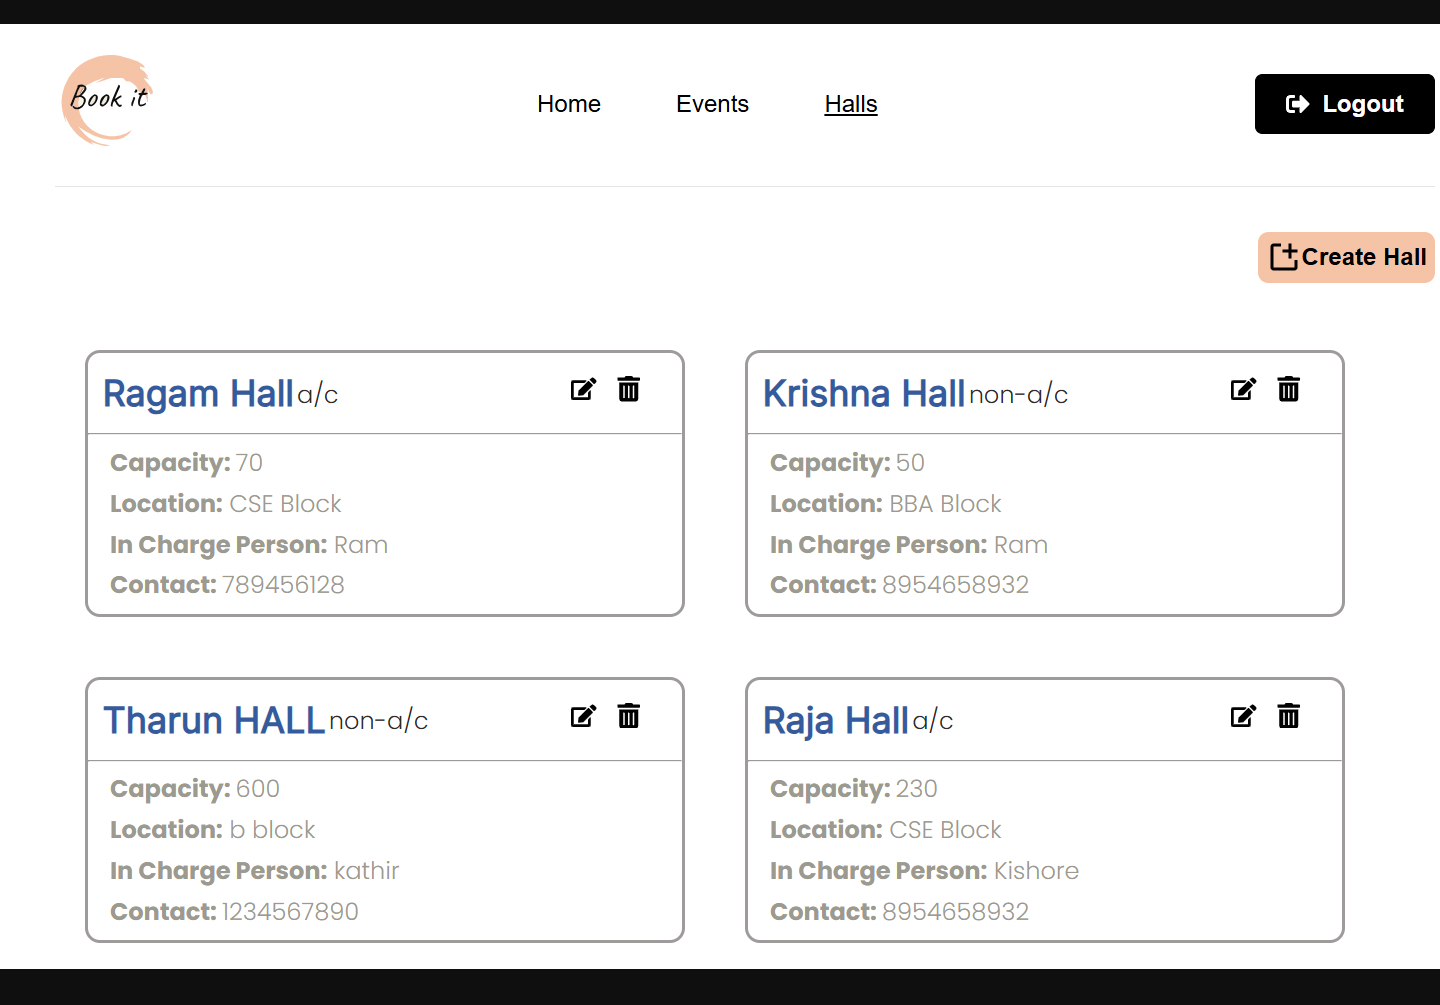 Book it
Home Events Halls
Logout
Create Hall
Ragam Hall a/c
Capacity: 70
Location: CSE Block
In Charge Person: Ram
Contact: 789456128
Krishna Hall non-a/c
Capacity: 50
Location: BBA Block
In Charge Person: Ram
Contact: 8954658932
Tharun HALL non-a/c
Capacity: 600
Location: b block
In Charge Person: kathir
Contact: 1234567890
Raja Hall a/c
Capacity: 230
Location: CSE Block
In Charge Person: Kishore
Contact: 8954658932